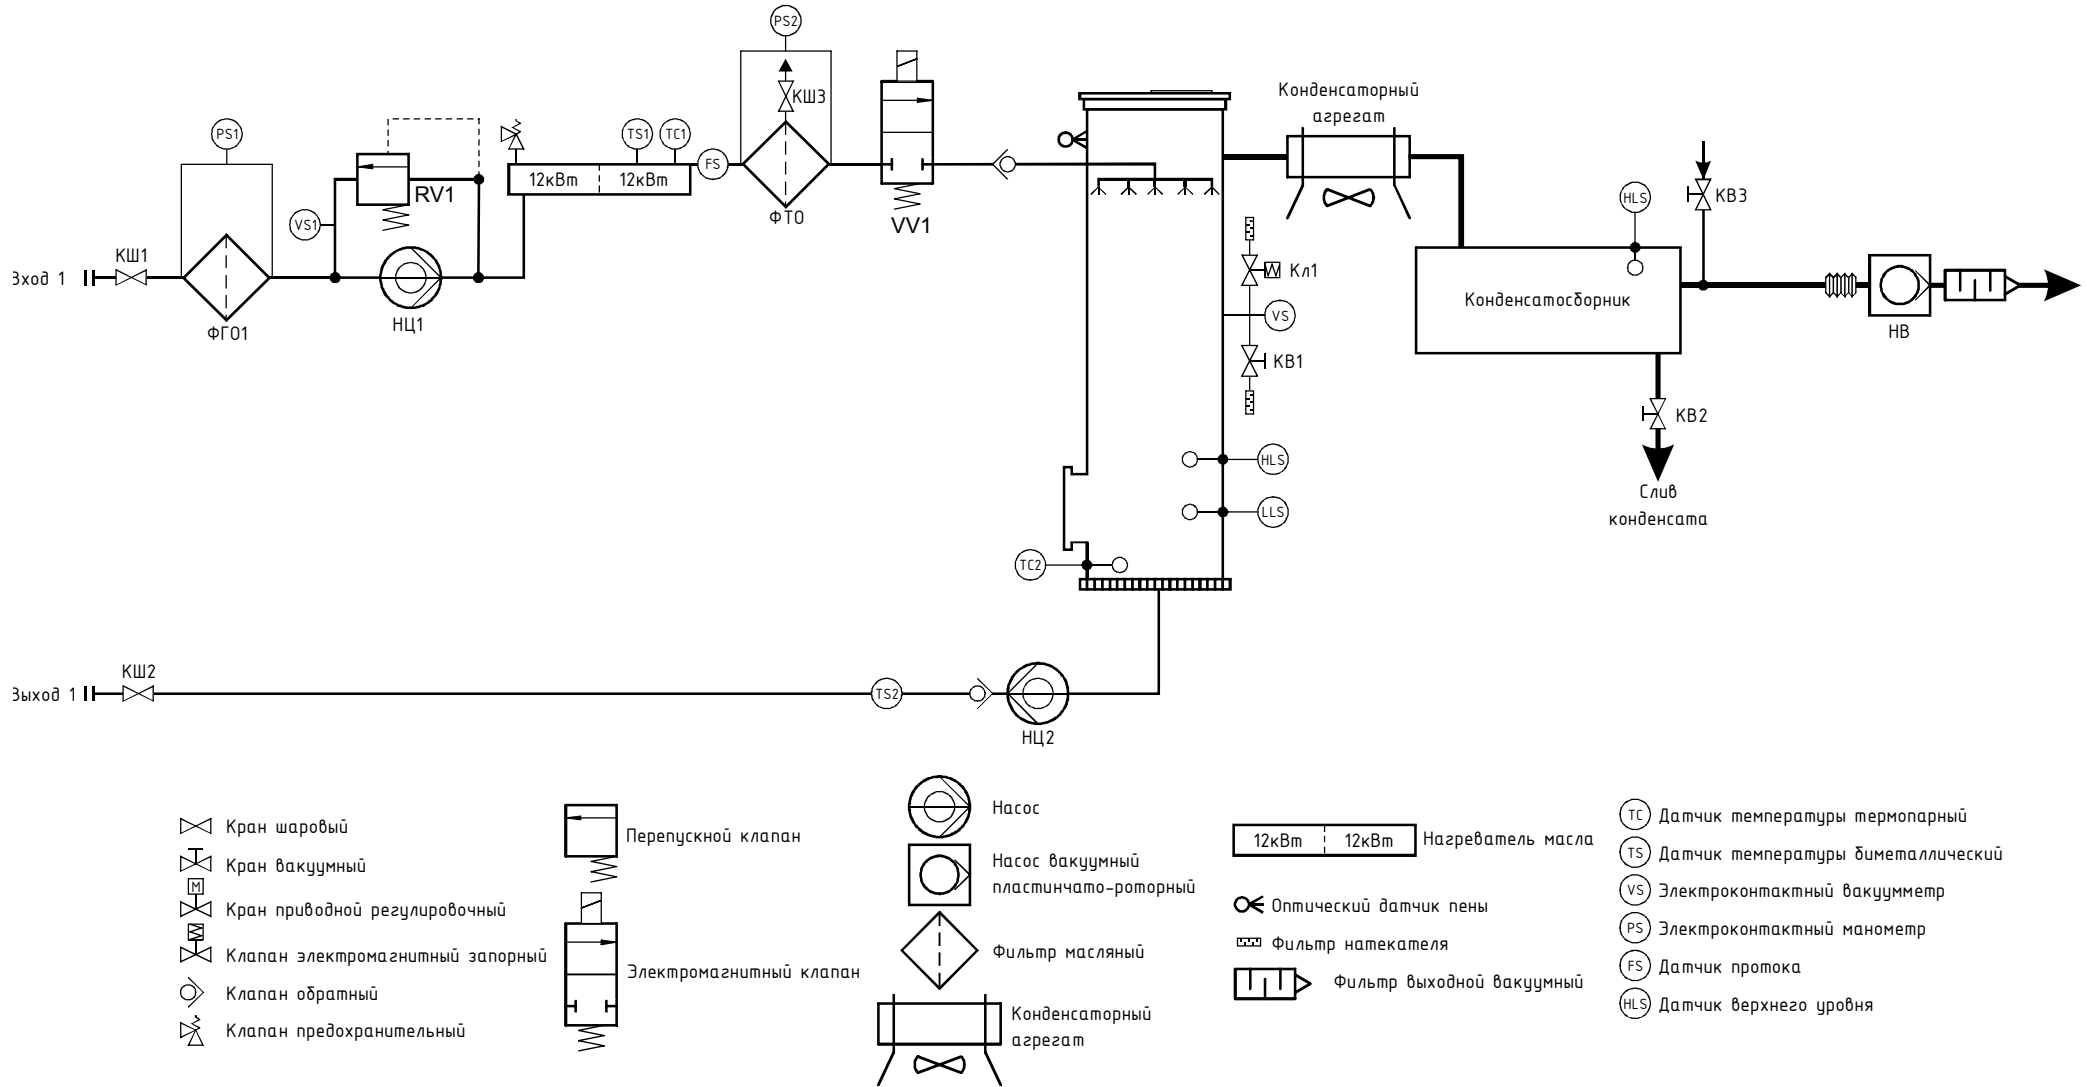 PS2
КШ3
Конденсаторный
агрегат
PS1
TS1
TC1
FS
12кВт
12кВт
RV1
ФТО
VV1
HLS
КВ3
VS1
КШ1
Вход 1
ФГО1
НЦ1
Кл1
VS
КВ1
Конденсатосборник
НВ
КВ2
HLS
LLS
Слив
конденсата
TC2
КШ2
Выход 1
TS2
НЦ2
Кран шаровый
Кран вакуумный
M
Кран приводной регулировочный
Клапан электромагнитный запорный
Клапан обратный
Клапан предохранительный
Перепускной клапан
Электромагнитный клапан
Насос
Насос вакуумный
пластинчато-роторный
Фильтр масляный
Конденсаторный
агрегат
12кВт
12кВт
Нагреватель масла
Оптический датчик пены
Фильтр натекателя
Фильтр выходной вакуумный
TC Датчик температуры термопарный
TS Датчик температуры биметаллический
VS Электроконтактный вакуумметр
PS Электроконтактный манометр
FS Датчик протока
HLS Датчик верхнего уровня